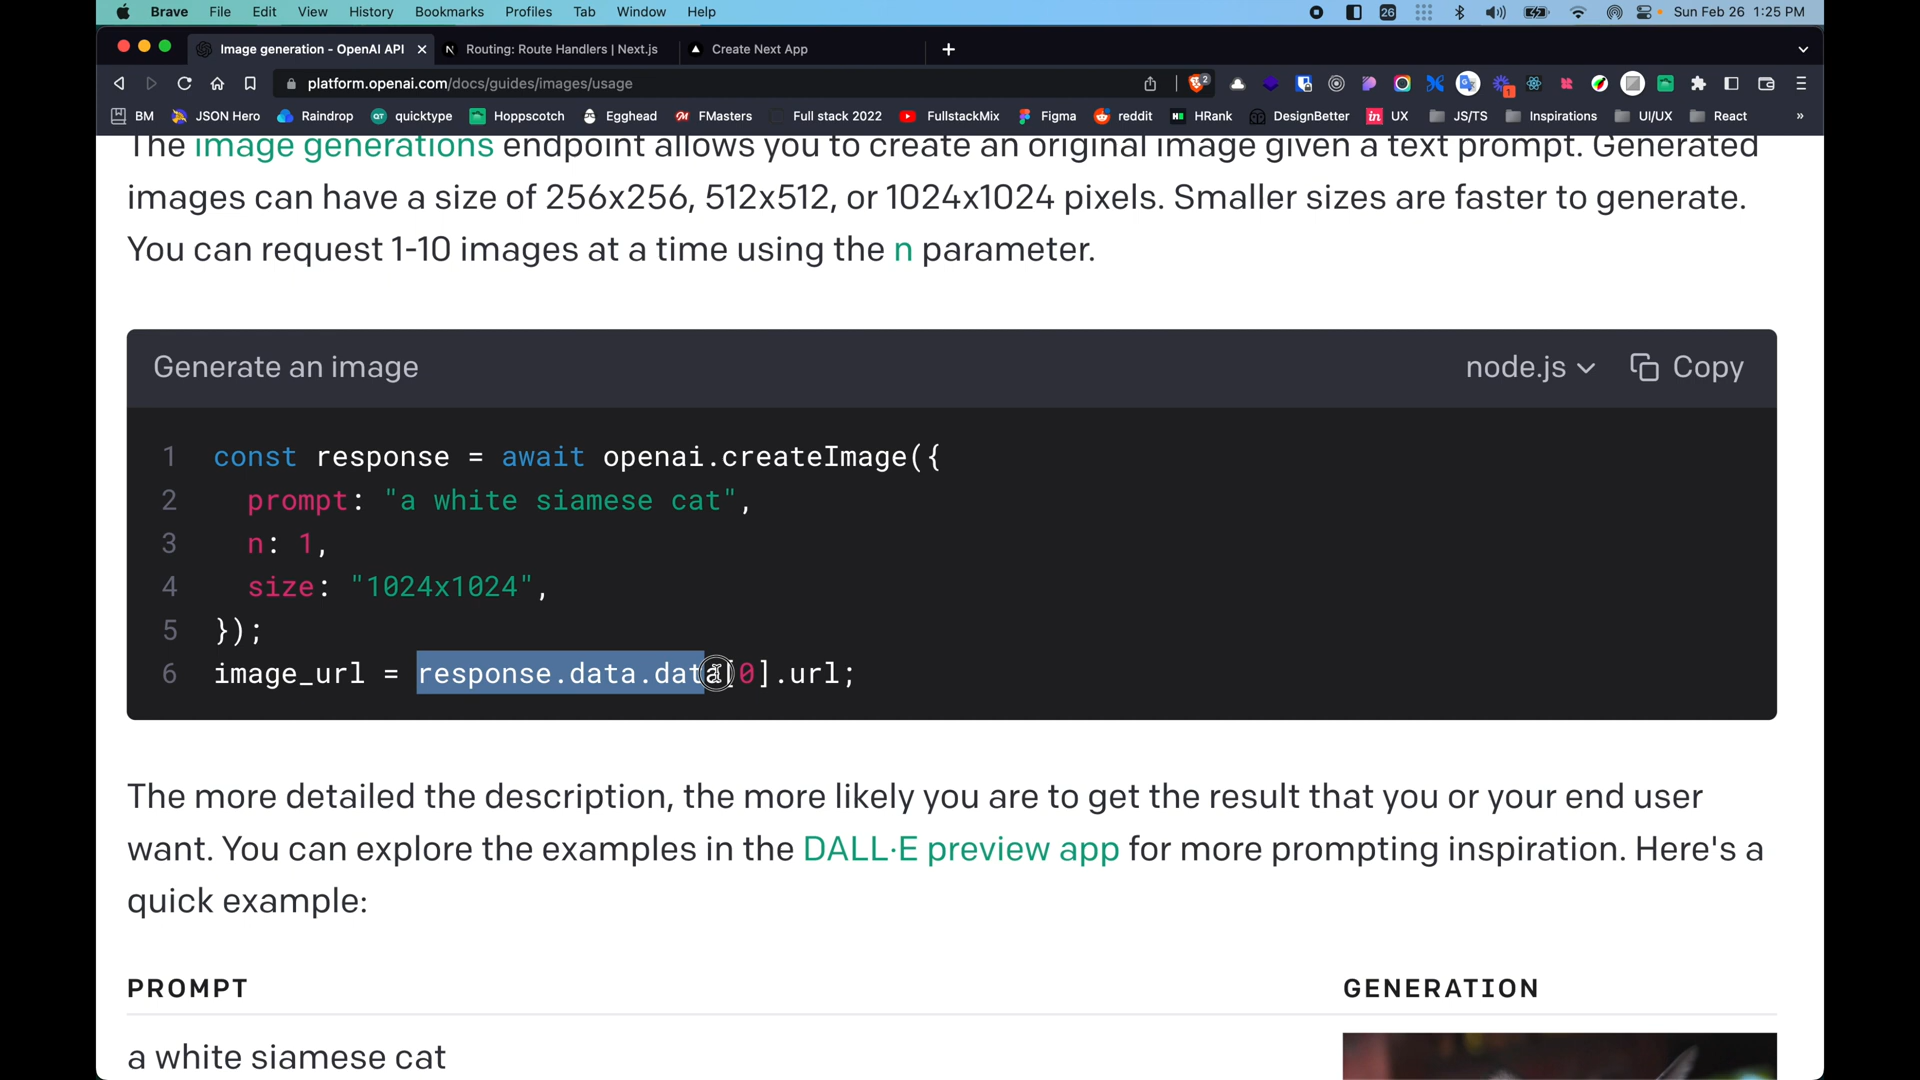 Brave File Edit View History Bookmarks Profiles Tab Window Help 26 Sun Feb 26 1:25 PM
Image generation - OpenAI API Routing: Route Handlers | Next.js Create Next App
platform.openai.com/docs/guides/images/usage 2 1
BM JSON Hero Raindrop quicktype Hoppscotch Egghead FMasters Full stack 2022 FullstackMix Figma reddit HRank DesignBetter UX JS/TS Inspirations UI/UX React »
The image generations endpoint allows you to create an original image given a text prompt. Generated
images can have a size of 256x256, 512x512, or 1024x1024 pixels. Smaller sizes are faster to generate.
You can request 1-10 images at a time using the n parameter.
Generate an image node.js Copy
1 const response = await openai.createImage({
2 prompt: "a white siamese cat",
3 n: 1,
4 size: "1024x1024",
5 });
6 image_url = response.data.data[0].url;
The more detailed the description, the more likely you are to get the result that you or your end user
want. You can explore the examples in the DALL·E preview app for more prompting inspiration. Here's a
quick example:
PROMPT GENERATION
a white siamese cat